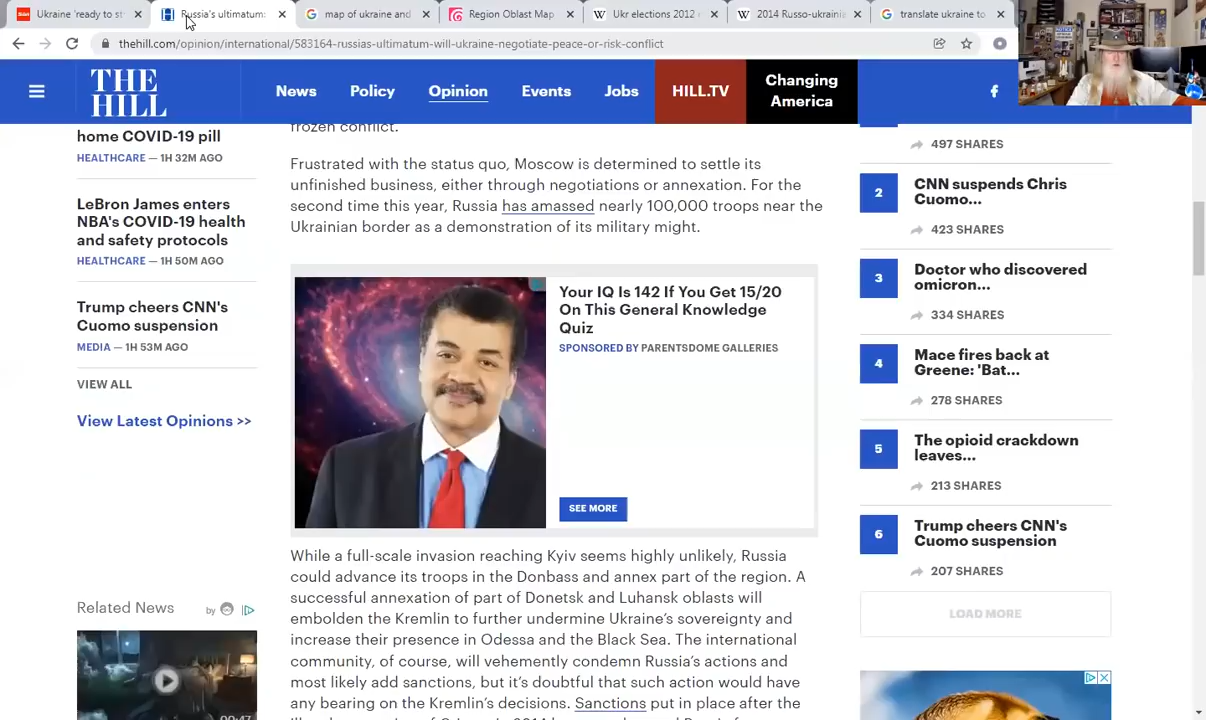 Ukraine 'ready to st
Russia's ultimatum:
map of ukraine and
Region Oblast Map
Ukr elections 2012
2014 Russo-ukraini
translate ukraine to
thehill.com/opinion/international/583164-russias-ultimatum-will-ukraine-negotiate-peace-or-risk-conflict
THE
HILL
News
Policy
Opinion
Events
Jobs
HILL.TV
Changing
America
home COVID-19 pill
HEALTHCARE — 1H 32M AGO
LeBron James enters
NBA's COVID-19 health
and safety protocols
HEALTHCARE — 1H 50M AGO
Trump cheers CNN's
Cuomo suspension
MEDIA — 1H 53M AGO
VIEW ALL
View Latest Opinions >>
Related News
by
00:47
frozen conflict.
Frustrated with the status quo, Moscow is determined to settle its
unfinished business, either through negotiations or annexation. For the
second time this year, Russia has amassed nearly 100,000 troops near the
Ukrainian border as a demonstration of its military might.
Your IQ Is 142 If You Get 15/20
On This General Knowledge
Quiz
SPONSORED BY PARENTSDOME GALLERIES
SEE MORE
While a full-scale invasion reaching Kyiv seems highly unlikely, Russia
could advance its troops in the Donbass and annex part of the region. A
successful annexation of part of Donetsk and Luhansk oblasts will
embolden the Kremlin to further undermine Ukraine's sovereignty and
increase their presence in Odessa and the Black Sea. The international
community, of course, will vehemently condemn Russia's actions and
most likely add sanctions, but it's doubtful that such action would have
any bearing on the Kremlin's decisions. Sanctions put in place after the
497 SHARES
2
CNN suspends Chris
Cuomo...
423 SHARES
3
Doctor who discovered
omicron...
334 SHARES
4
Mace fires back at
Greene: 'Bat...
278 SHARES
5
The opioid crackdown
leaves...
213 SHARES
6
Trump cheers CNN's
Cuomo suspension
207 SHARES
LOAD MORE